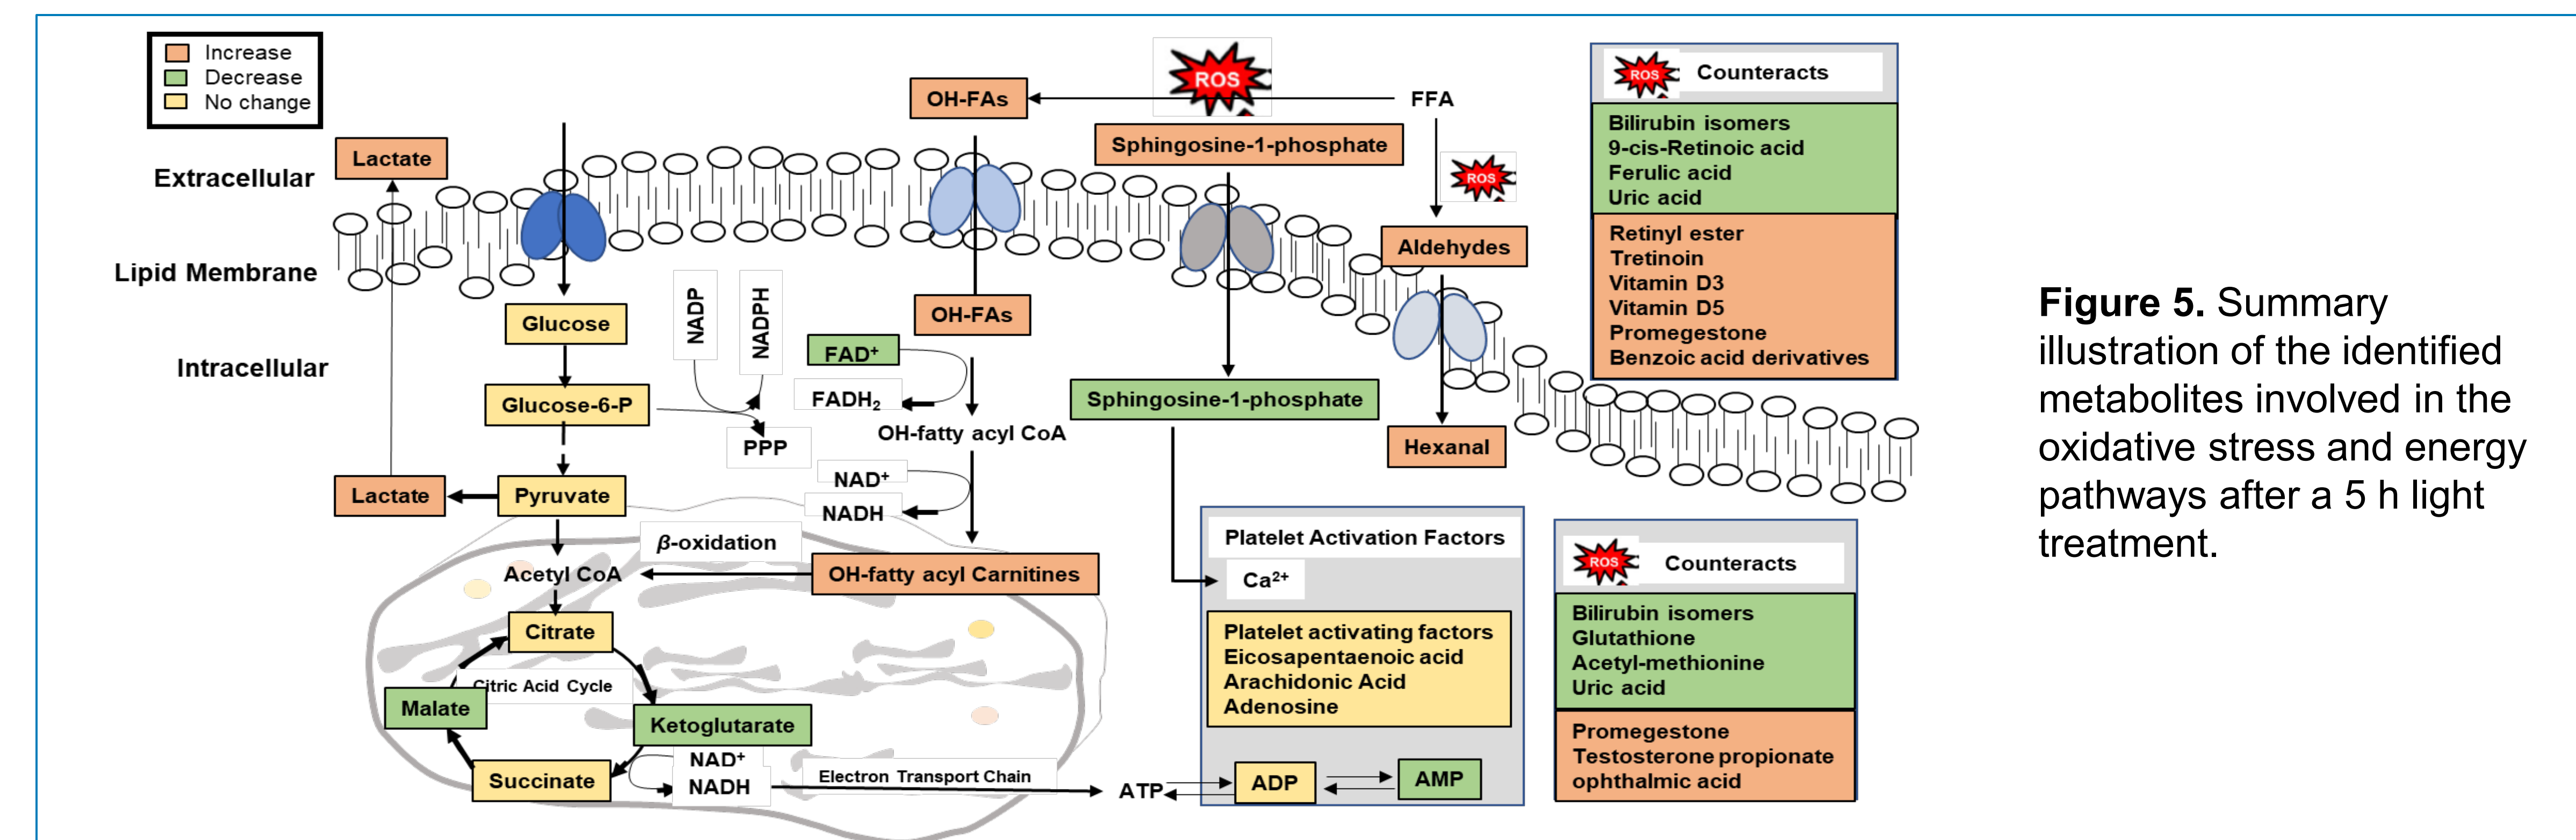 Increase
Decrease
No change
Extracellular
Lipid Membrane
Intracellular
Lactate
Lactate
Glucose
Glucose-6-P
Pyruvate
NADP
NADPH
PPP
OH-FAs
ROS
FFA
Sphingosine-1-phosphate
ROS
Aldehydes
OH-FAs
FAD⁺
FADH₂
OH-fatty acyl CoA
NAD⁺
NADH
Sphingosine-1-phosphate
Hexanal
β-oxidation
Acetyl CoA
OH-fatty acyl Carnitines
Citrate
Citric Acid Cycle
Malate
Ketoglutarate
Succinate
NAD⁺
NADH
Electron Transport Chain
ATP
ADP
AMP
Platelet Activation Factors
Ca²⁺
Platelet activating factors
Eicosapentaenoic acid
Arachidonic Acid
Adenosine
ROS Counteracts
Bilirubin isomers
9-cis-Retinoic acid
Ferulic acid
Uric acid
Retinyl ester
Tretinoin
Vitamin D3
Vitamin D5
Promegestone
Benzoic acid derivatives
ROS Counteracts
Bilirubin isomers
Glutathione
Acetyl-methionine
Uric acid
Promegestone
Testosterone propionate
ophthalmic acid
Figure 5. Summary
illustration of the identified
metabolites involved in the
oxidative stress and energy
pathways after a 5 h light
treatment.